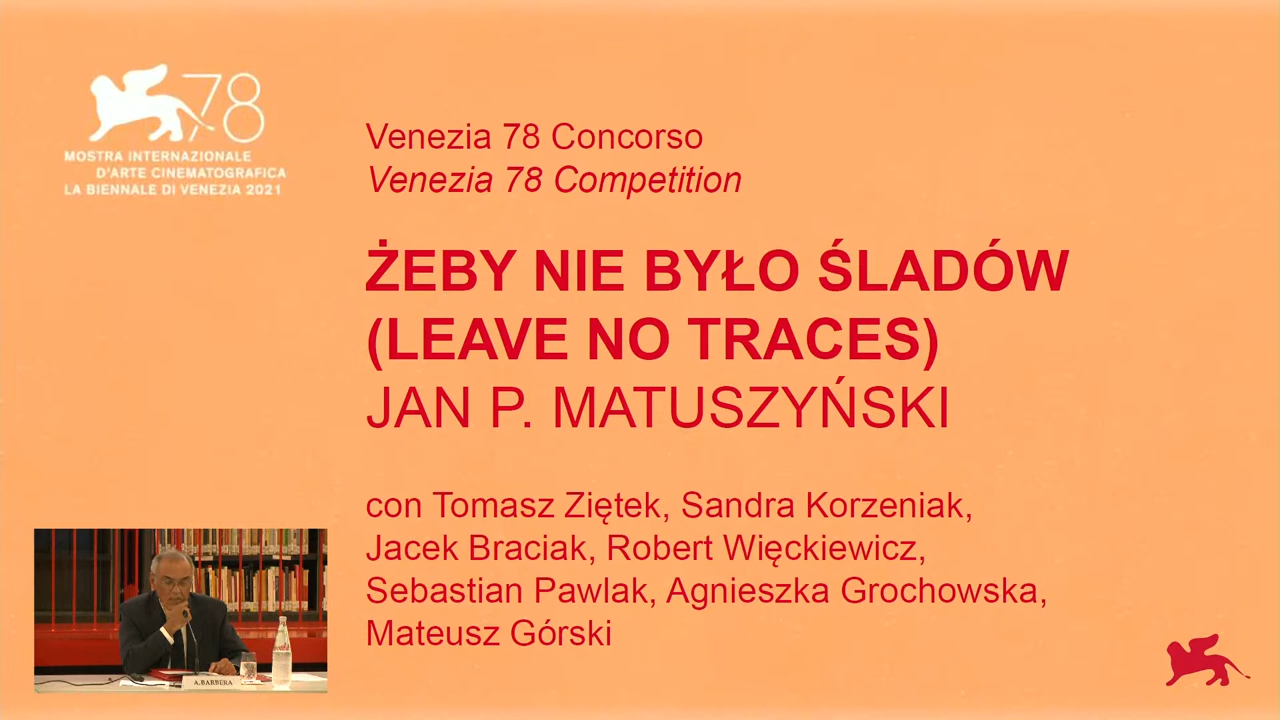 78
MOSTRA INTERNAZIONALE
D'ARTE CINEMATOGRAFICA
LA BIENNALE DI VENEZIA 2021
Venezia 78 Concorso
Venezia 78 Competition
ŻEBY NIE BYŁO ŚLADÓW
(LEAVE NO TRACES)
JAN P. MATUSZYŃSKI
con Tomasz Ziętek, Sandra Korzeniak,
Jacek Braciak, Robert Więckiewicz,
Sebastian Pawlak, Agnieszka Grochowska,
Mateusz Górski
A.BARBERA